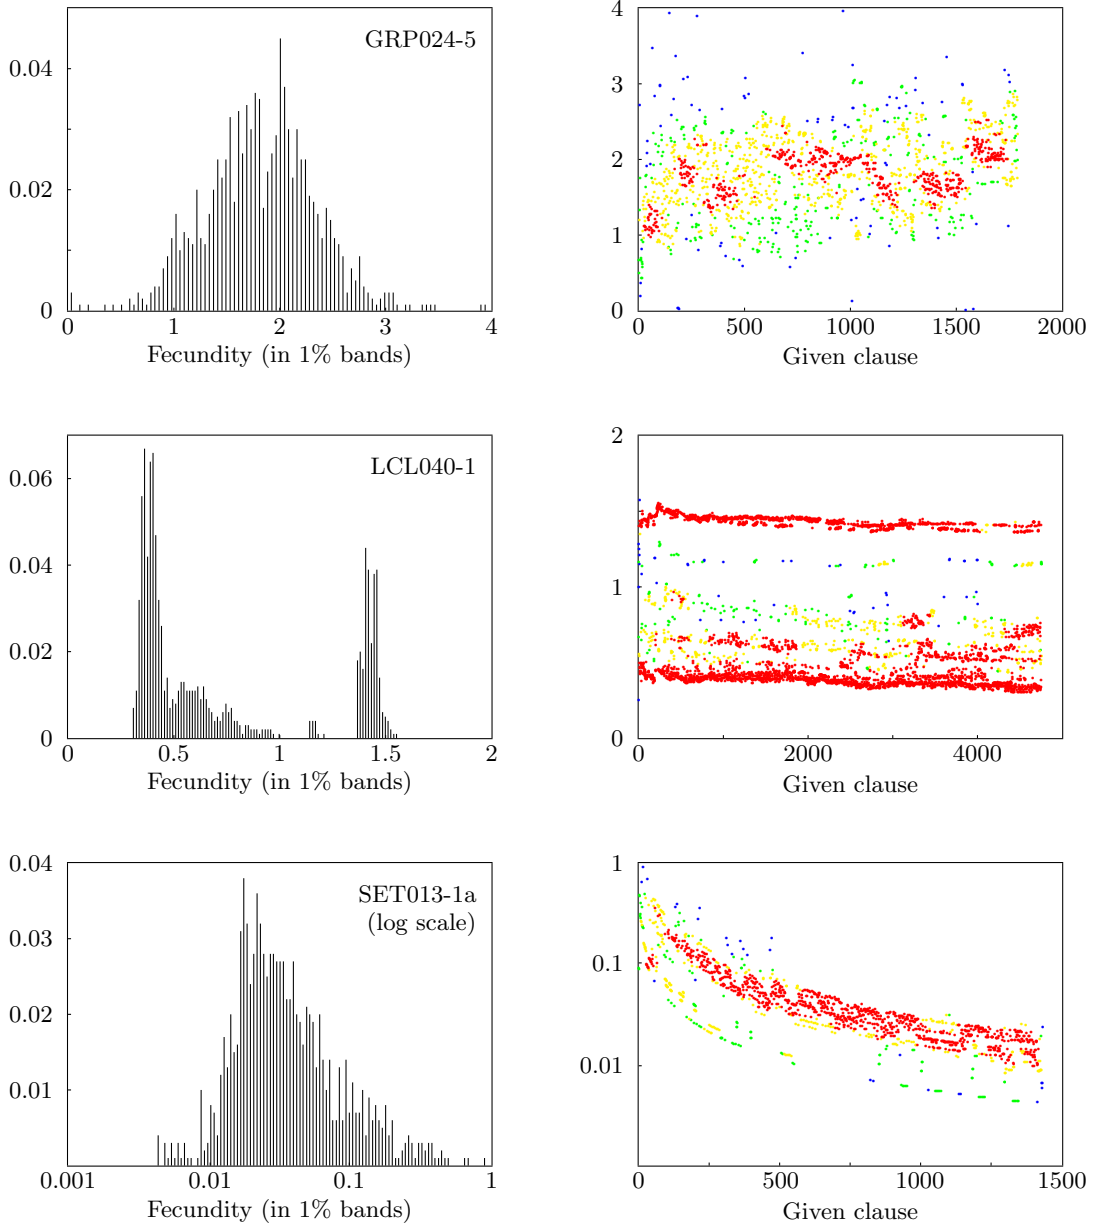 GRP024-5
0.04
0.02
0
0 1 2 3 4
Fecundity (in 1% bands)
4
3
2
1
0
0 500 1000 1500 2000
Given clause
LCL040-1
0.06
0.04
0.02
0
0 0.5 1 1.5 2
Fecundity (in 1% bands)
2
1
0
0 2000 4000
Given clause
0.04
SET013-1a
(log scale)
0.03
0.02
0.01
0.001 0.01 0.1 1
Fecundity (in 1% bands)
1
0.1
0.01
0 500 1000 1500
Given clause